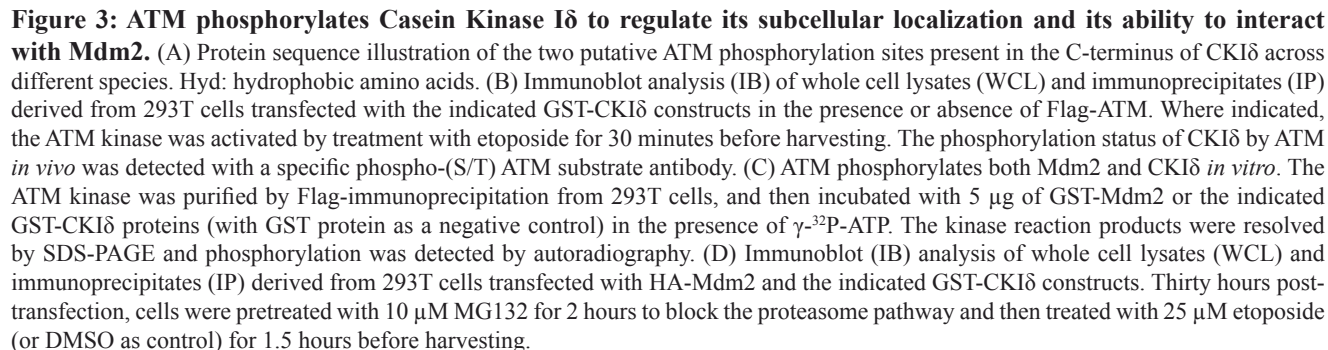 Figure 3: ATM phosphorylates Casein Kinase Iδ to regulate its subcellular localization and its ability to interact
with Mdm2. (A) Protein sequence illustration of the two putative ATM phosphorylation sites present in the C-terminus of CKIδ across
different species. Hyd: hydrophobic amino acids. (B) Immunoblot analysis (IB) of whole cell lysates (WCL) and immunoprecipitates (IP)
derived from 293T cells transfected with the indicated GST-CKIδ constructs in the presence or absence of Flag-ATM. Where indicated,
the ATM kinase was activated by treatment with etoposide for 30 minutes before harvesting. The phosphorylation status of CKIδ by ATM
in vivo was detected with a specific phospho-(S/T) ATM substrate antibody. (C) ATM phosphorylates both Mdm2 and CKIδ in vitro. The
ATM kinase was purified by Flag-immunoprecipitation from 293T cells, and then incubated with 5 µg of GST-Mdm2 or the indicated
GST-CKIδ proteins (with GST protein as a negative control) in the presence of γ-³²P-ATP. The kinase reaction products were resolved
by SDS-PAGE and phosphorylation was detected by autoradiography. (D) Immunoblot (IB) analysis of whole cell lysates (WCL) and
immunoprecipitates (IP) derived from 293T cells transfected with HA-Mdm2 and the indicated GST-CKIδ constructs. Thirty hours post-
transfection, cells were pretreated with 10 µM MG132 for 2 hours to block the proteasome pathway and then treated with 25 µM etoposide
(or DMSO as control) for 1.5 hours before harvesting.